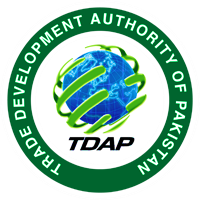 TRADE DEVELOPMENT AUTHORITY OF PAKISTAN
TDAP